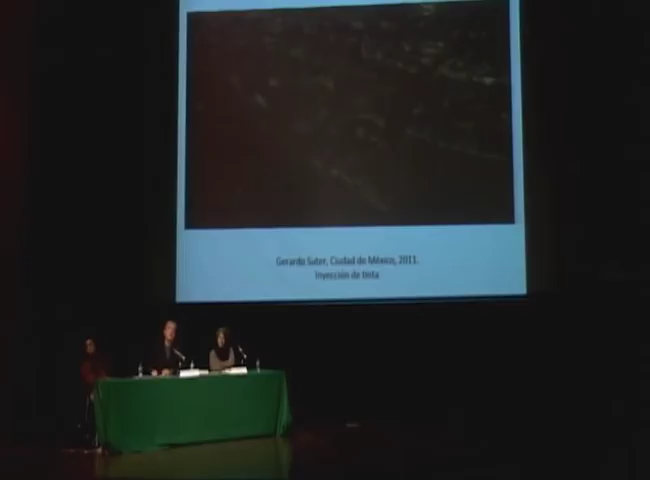 Gerardo Suter, Ciudad de México, 2011.
Inyección de tinta